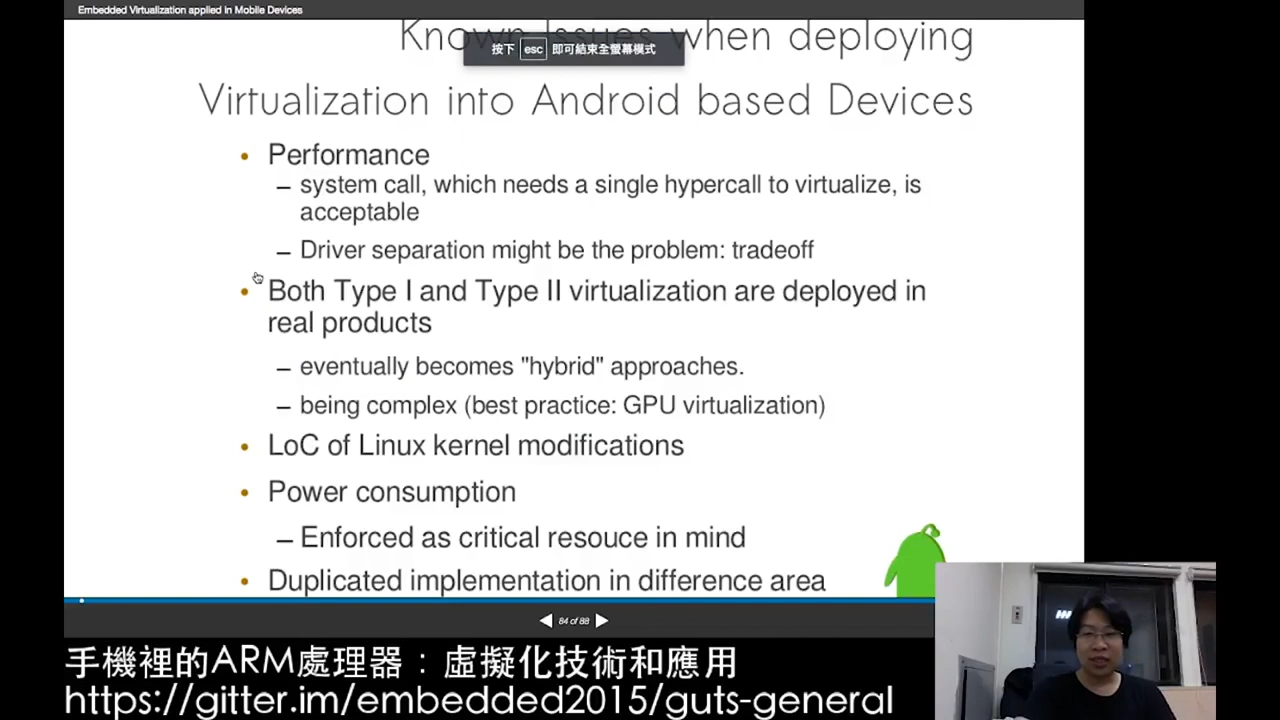 Embedded Virtualization applied in Mobile Devices
Known Issues when deploying
按下 esc 即可結束全螢幕模式
Virtualization into Android based Devices
• Performance
– system call, which needs a single hypercall to virtualize, is
acceptable
– Driver separation might be the problem: tradeoff
• Both Type I and Type II virtualization are deployed in
real products
– eventually becomes "hybrid" approaches.
– being complex (best practice: GPU virtualization)
• LoC of Linux kernel modifications
• Power consumption
– Enforced as critical resouce in mind
• Duplicated implementation in difference area
84 of 88
手機裡的ARM處理器：虛擬化技術和應用
https://gitter.im/embedded2015/guts-general